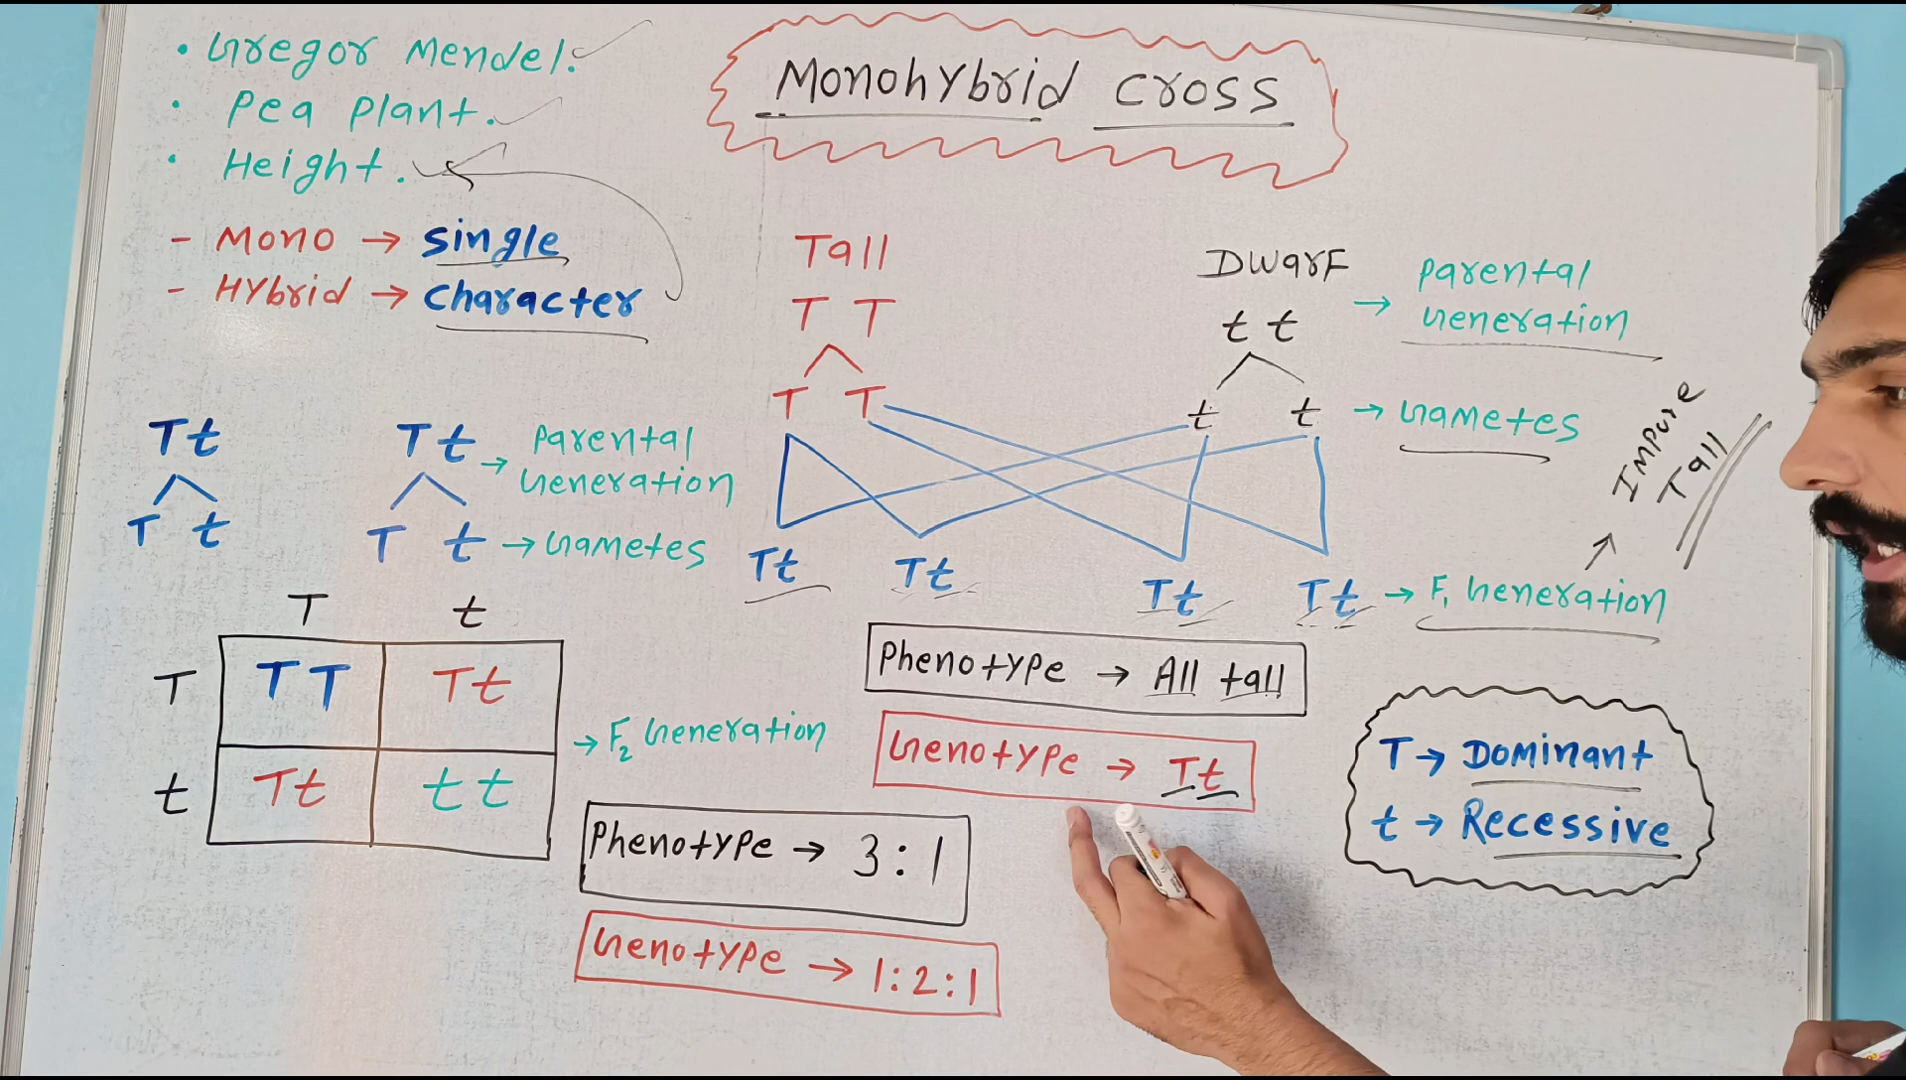 Monohybrid cross
• Gregor Mendel.
• Pea plant.
• Height.
- Mono → single
- Hybrid → character
Tall
T T
T T
Dwarf
t t
t t
→ Parental
Generation
→ Gametes
Tt Tt Tt Tt → F1 Generation
Impure
Tall
Phenotype → All tall
Genotype → Tt
T → Dominant
t → Recessive
Tt Tt → Parental
Generation
T t T t → Gametes
T t
T TT Tt
t Tt tt
→ F2 Generation
Phenotype → 3:1
Genotype → 1:2:1